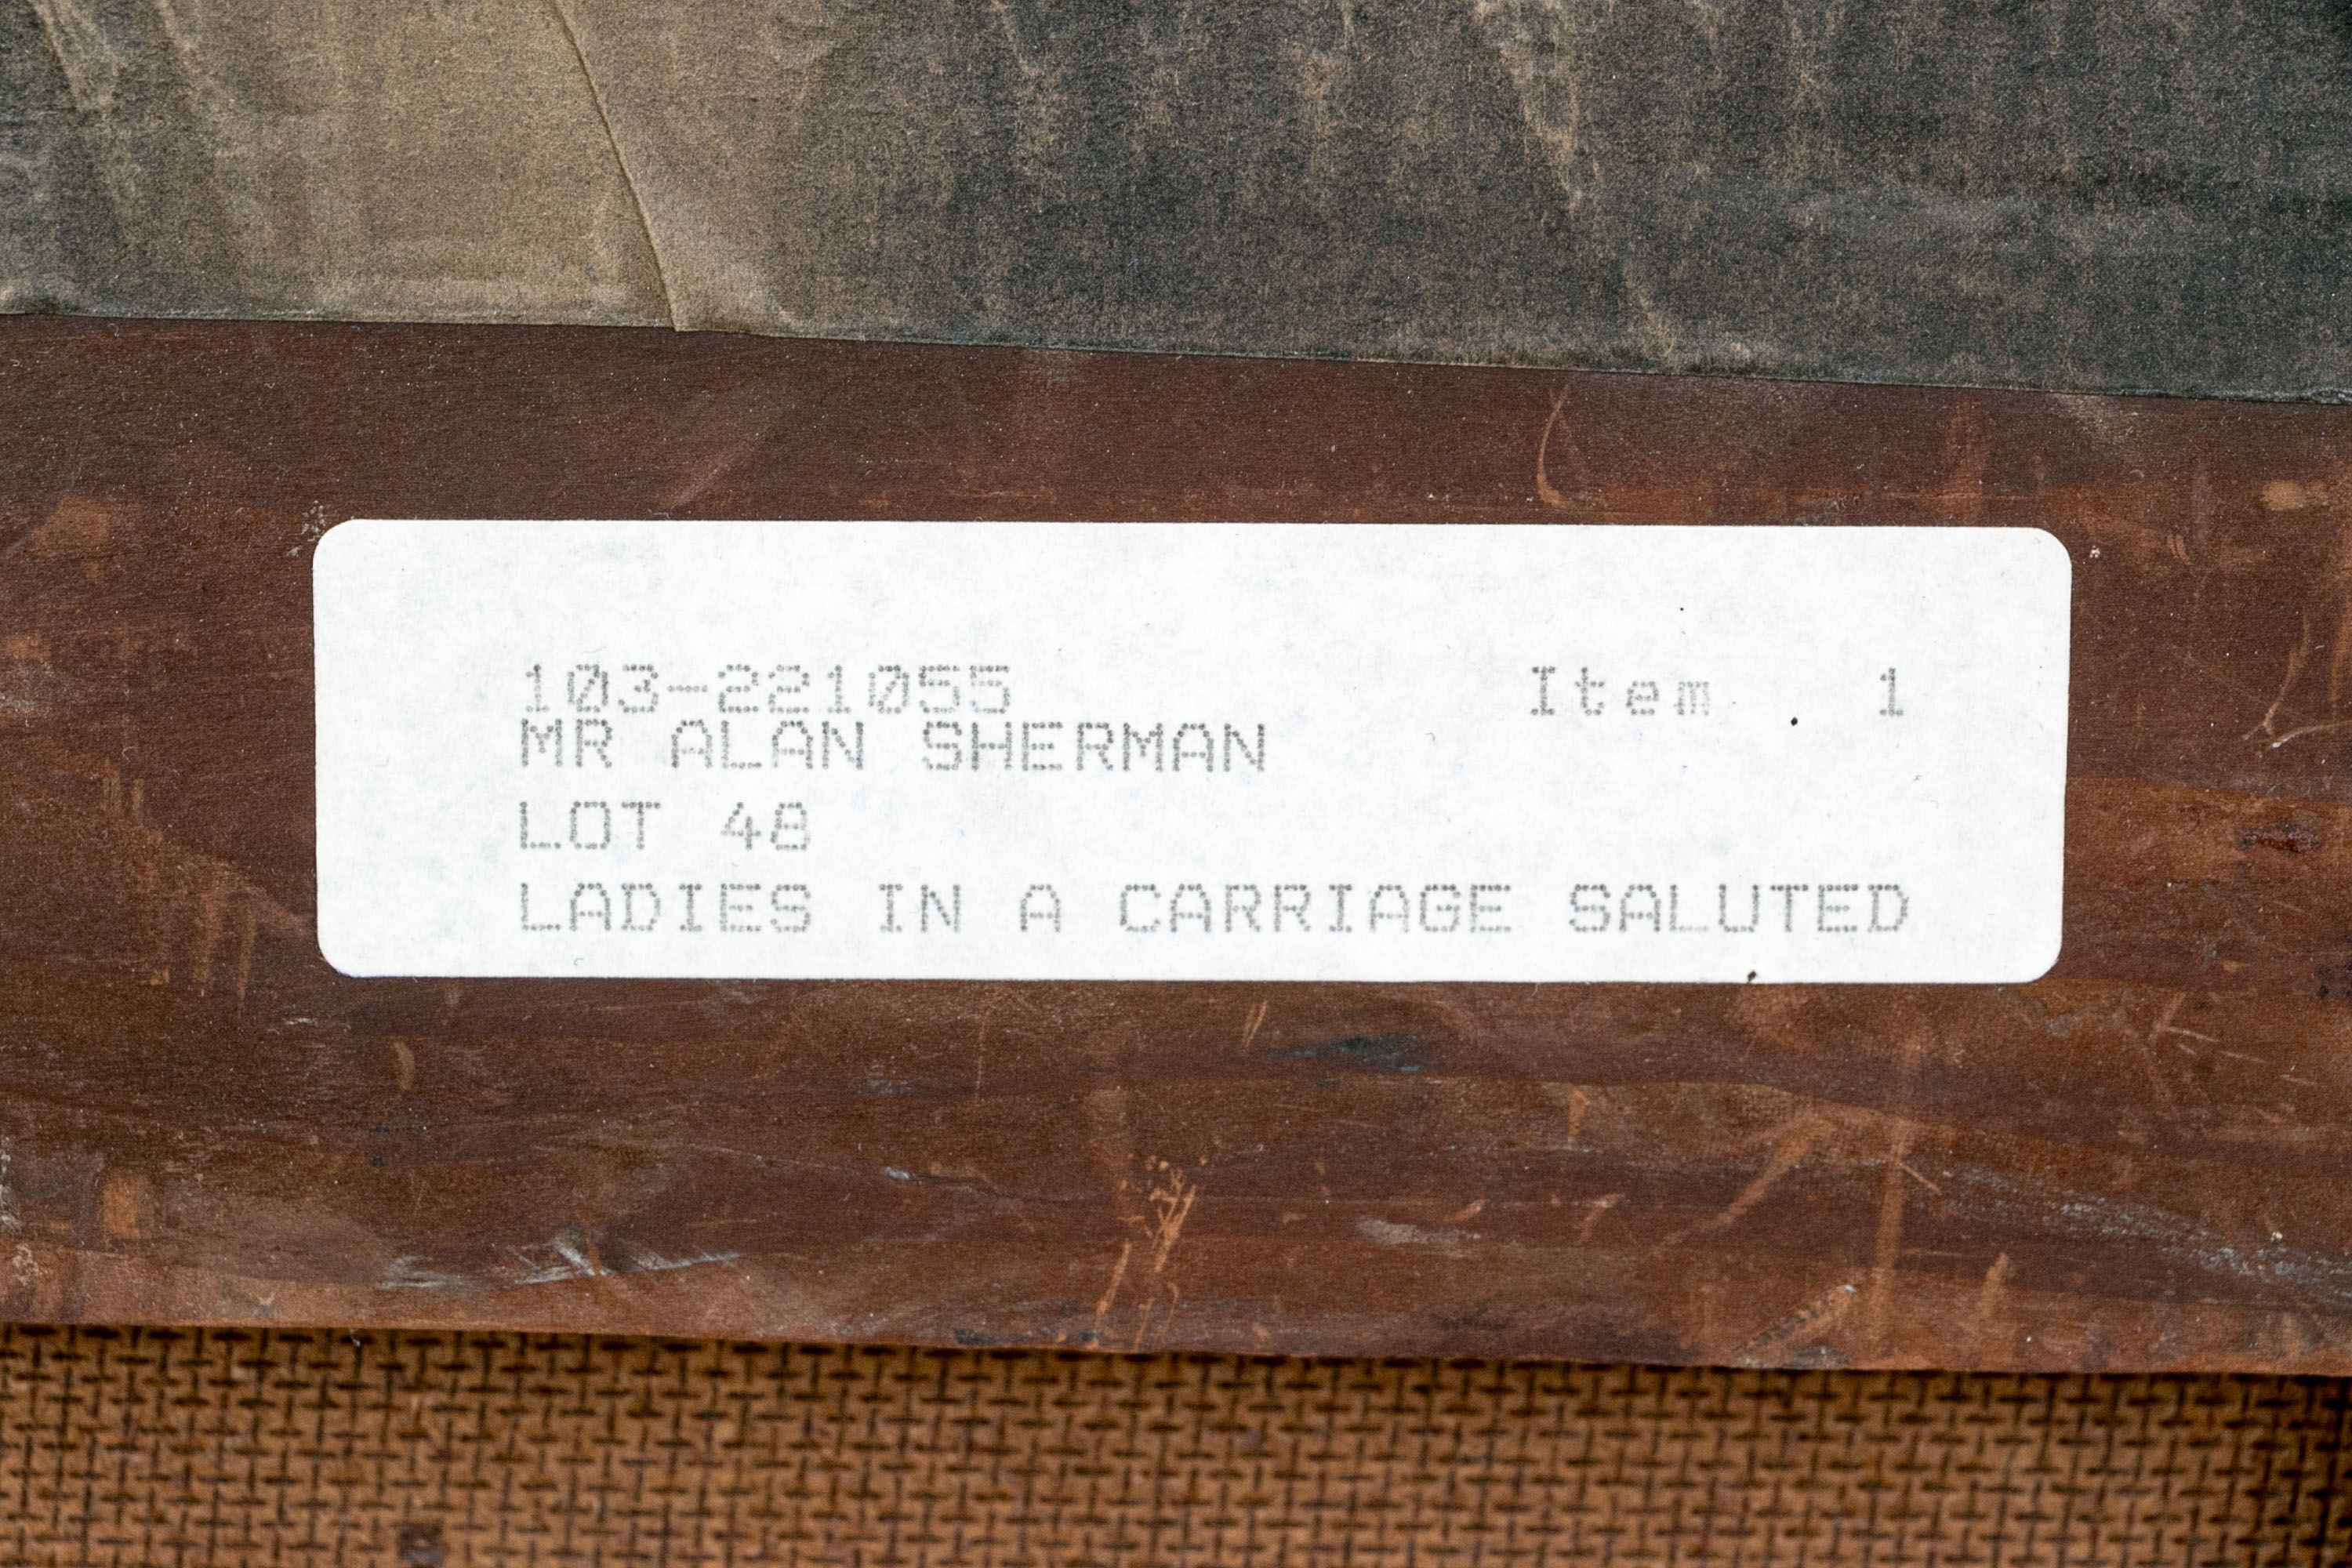 103-221055 Item 1
MR ALAN SHERMAN
LOT 48
LADIES IN A CARRIAGE SALUTED